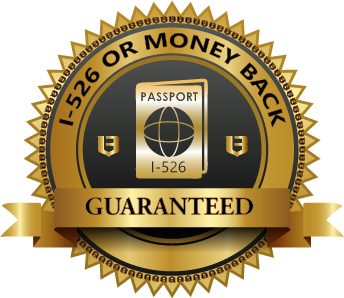 I-526 OR MONEY BACK
PASSPORT
I-526
GUARANTEED